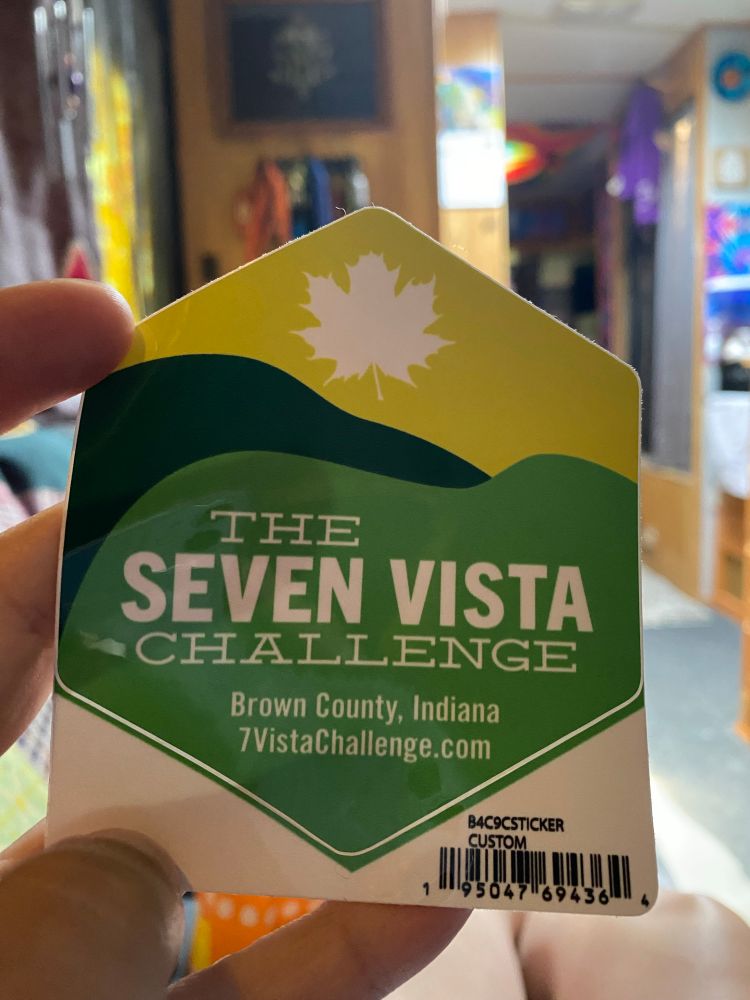 THE
SEVEN VISTA
CHALLENGE
Brown County, Indiana
7VistaChallenge.com
B4C9CSTICKER
CUSTOM
1 95047 69436 4